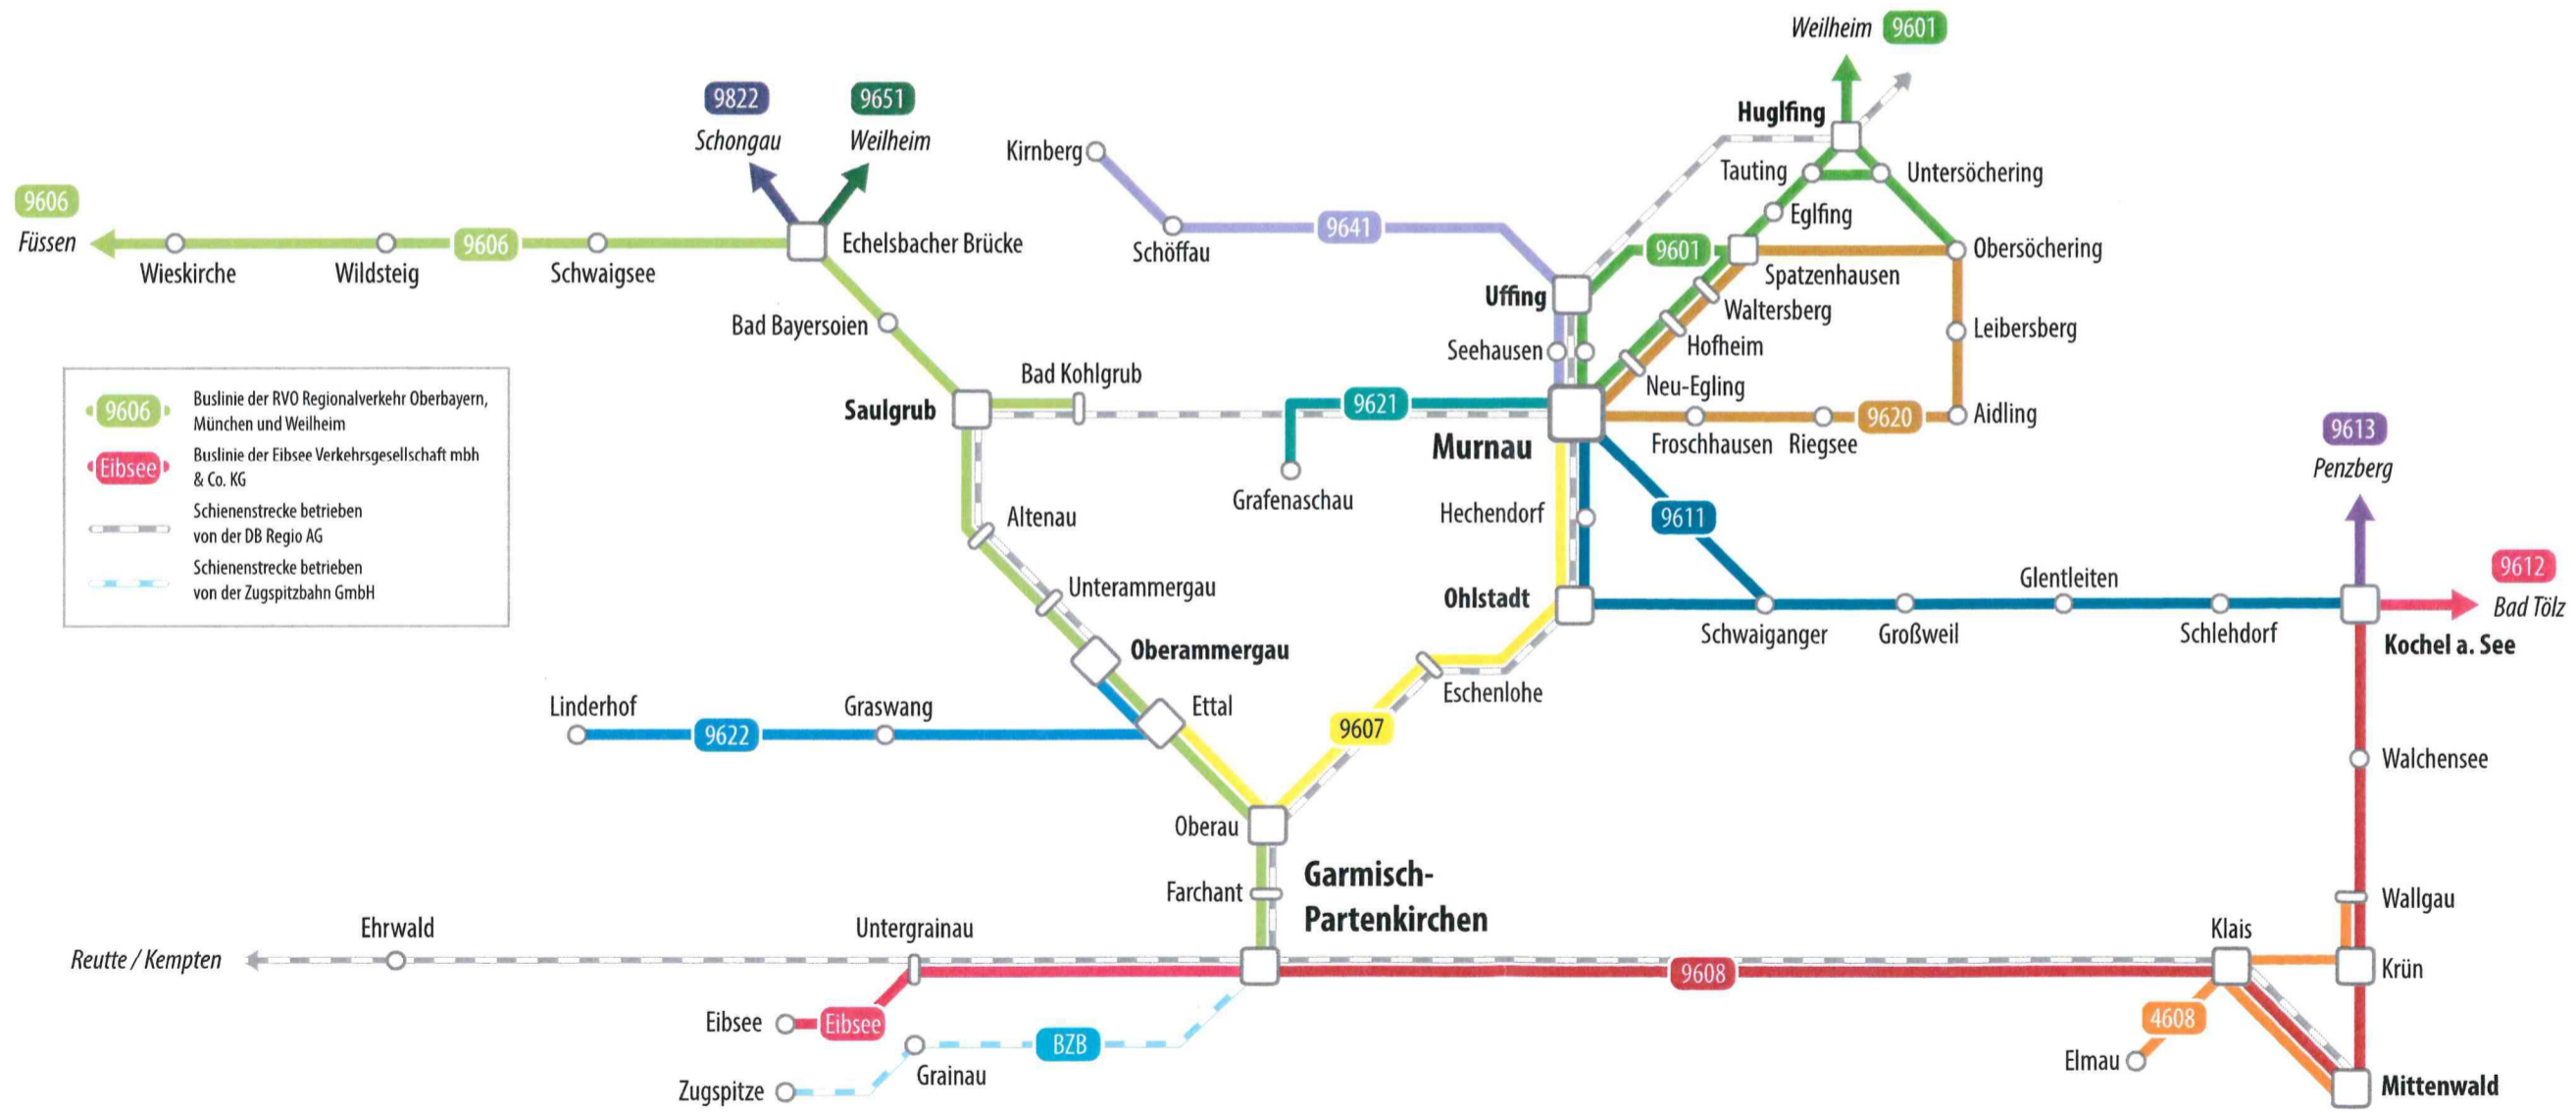 Weilheim 9601
9822
9651
Schongau
Weilheim
Huglfing
Kirnberg
Tauting
Untersöchering
9606
Füssen
Wieskirche
Wildsteig
9606
Schwaigsee
Echelsbacher Brücke
Schöffau
9641
Eglfing
9601
Spatzenhausen
Obersöchering
Uffing
Waltersberg
Bad Bayersoien
Seehausen
Hofheim
Leibersberg
Bad Kohlgrub
Neu-Egling
Saulgrub
9621
Murnau
Froschhausen
Riegsee
9620
Aidling
Grafenaschau
9606
Buslinie der RVO Regionalverkehr Oberbayern,
München und Weilheim
Eibsee
Buslinie der Eibsee Verkehrsgesellschaft mbh
& Co. KG
Schienenstrecke betrieben
von der DB Regio AG
Schienenstrecke betrieben
von der Zugspitzbahn GmbH
9613
Penzberg
Altenau
Hechendorf
9611
Unterammergau
Ohlstadt
Schwaiganger
Großweil
Glentleiten
Schlehdorf
9612
Bad Tölz
Kochel a. See
Oberammergau
Eschenlohe
Linderhof
9622
Graswang
Ettal
9607
Walchensee
Oberau
Farchant
Garmisch-
Partenkirchen
Wallgau
Reutte / Kempten
Ehrwald
Untergrainau
9608
Klais
Krün
Eibsee
Eibsee
4608
BZB
Elmau
Grainau
Zugspitze
Mittenwald